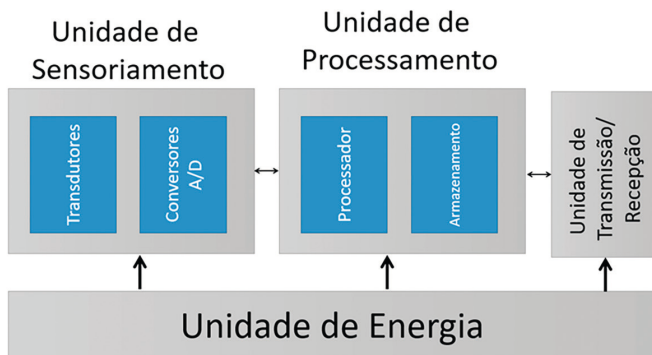 Unidade de
Sensoriamento
Unidade de
Processamento
Transdutores
Conversores
A/D
Processador
Armazenamento
Unidade de
Transmissão/
Recepção
Unidade de Energia